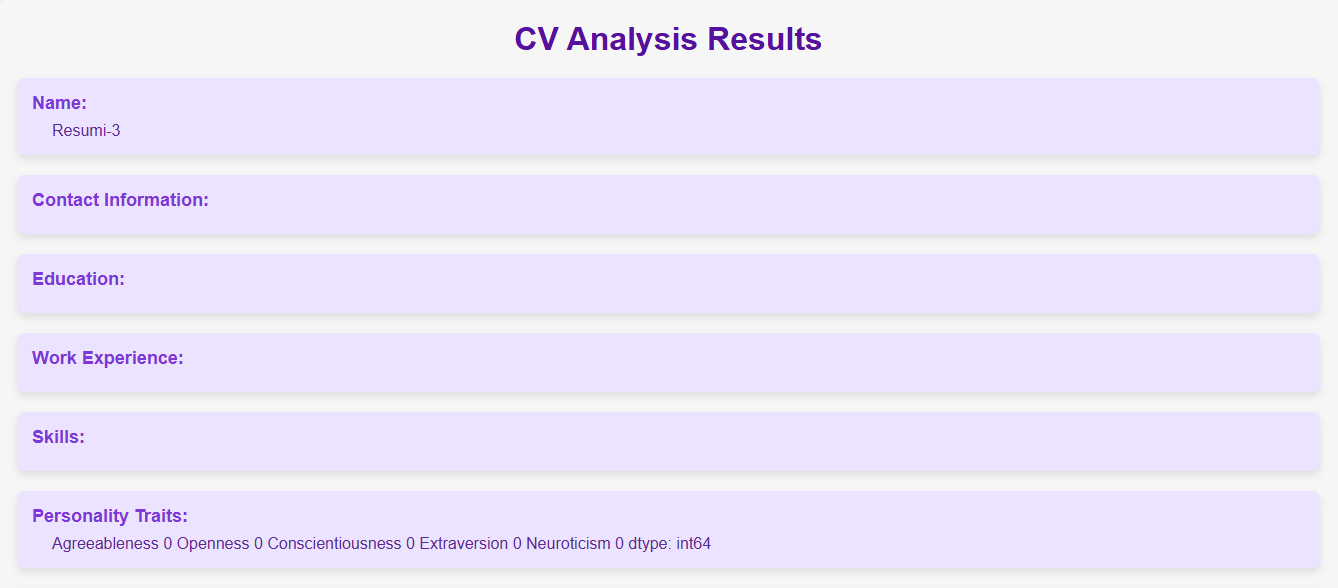 CV Analysis Results
Name:
Resumi-3
Contact Information:
Education:
Work Experience:
Skills:
Personality Traits:
Agreeableness 0 Openness 0 Conscientiousness 0 Extraversion 0 Neuroticism 0 dtype: int64